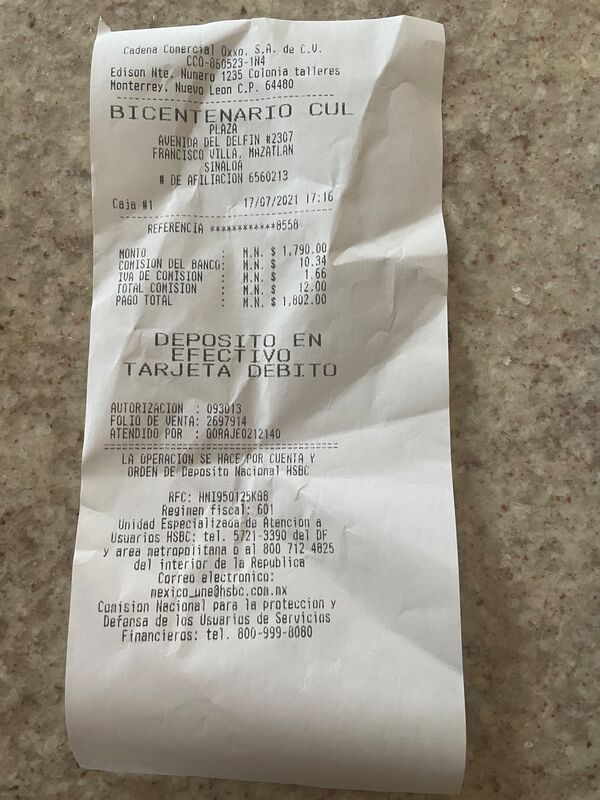 Cadena Comercial Oxxo, S.A. de C.V.
CCO-860523-1N4
Edison Nte. Numero 1235 Colonia talleres
Monterrey, Nuevo Leon C.P. 64480
BICENTENARIO CUL
PLAZA
AVENIDA DEL DELFIN #2307
FRANCISCO VILLA, MAZATLAN
SINALOA
# DE AFILIACION 6560213
Caja #1 17/07/2021 17:16
REFERENCIA ************8558
MONTO : M.N. $ 1,790.00
COMISION DEL BANCO: M.N. $ 10.34
IVA DE COMISION : M.N. $ 1.66
TOTAL COMISION : M.N. $ 12.00
PAGO TOTAL : M.N. $ 1,802.00
DEPOSITO EN
EFECTIVO
TARJETA DEBITO
AUTORIZACION : 093013
FOLIO DE VENTA: 2697914
ATENDIDO POR : GORAJE0212140
LA OPERACION SE HACE POR CUENTA Y
ORDEN DE Deposito Nacional HSBC
RFC: HMI950125KG8
Regimen fiscal: 601
Unidad Especializada de Atencion a
Usuarios HSBC: tel. 5721-3390 del DF
y area metropolitana o al 800 712 4825
del interior de la Republica
Correo electronico:
mexico_une@hsbc.com.mx
Comision Nacional para la proteccion y
Defensa de los Usuarios de Servicios
Financieros: tel. 800-999-8080